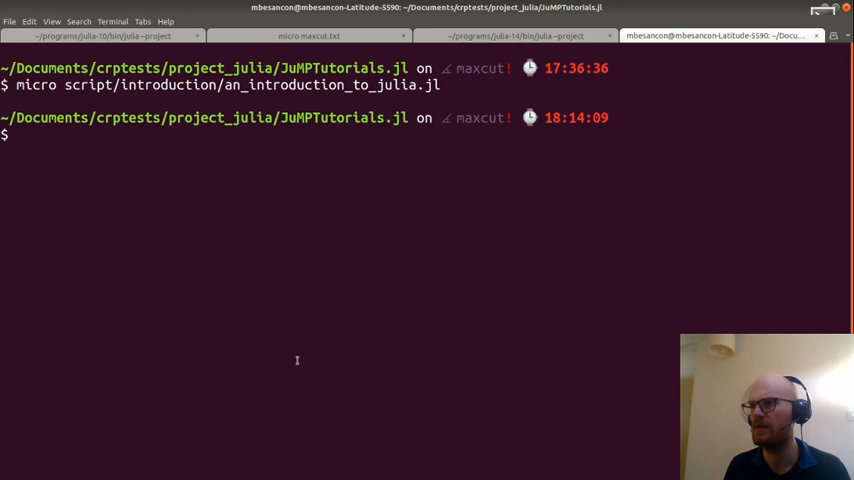 mbesancon@mbesancon-Latitude-5590: ~/Documents/crptests/project_julia/JuMPTutorials.jl
File Edit View Search Terminal Tabs Help
~/programs/julia-10/bin/julia --project × micro maxcut.txt × ~/programs/julia-14/bin/julia --project × mbesancon@mbesancon-Latitude-5590: ~/Docu... ×
~/Documents/crptests/project_julia/JuMPTutorials.jl on maxcut! 17:36:36
$ micro script/introduction/an_introduction_to_julia.jl
~/Documents/crptests/project_julia/JuMPTutorials.jl on maxcut! 18:14:09
$